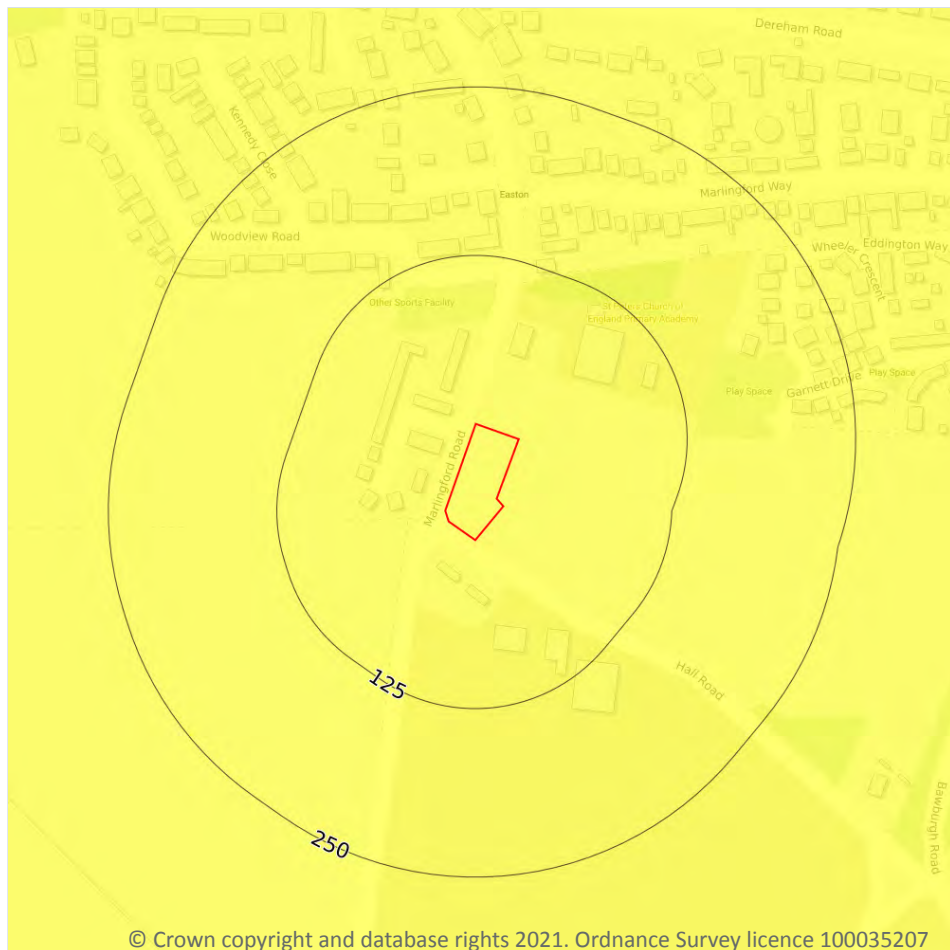 Dereham Road
Kennedy Close
Easton
Marlingford Way
Woodview Road
Wheeler Crescent
Eddington Way
Other Sports Facility
St Peters Church of
England Primary Academy
Play Space
Play Space
Garnett Drive
Marlingford Road
Hall Road
Bawburgh Road
125
250
© Crown copyright and database rights 2021. Ordnance Survey licence 100035207